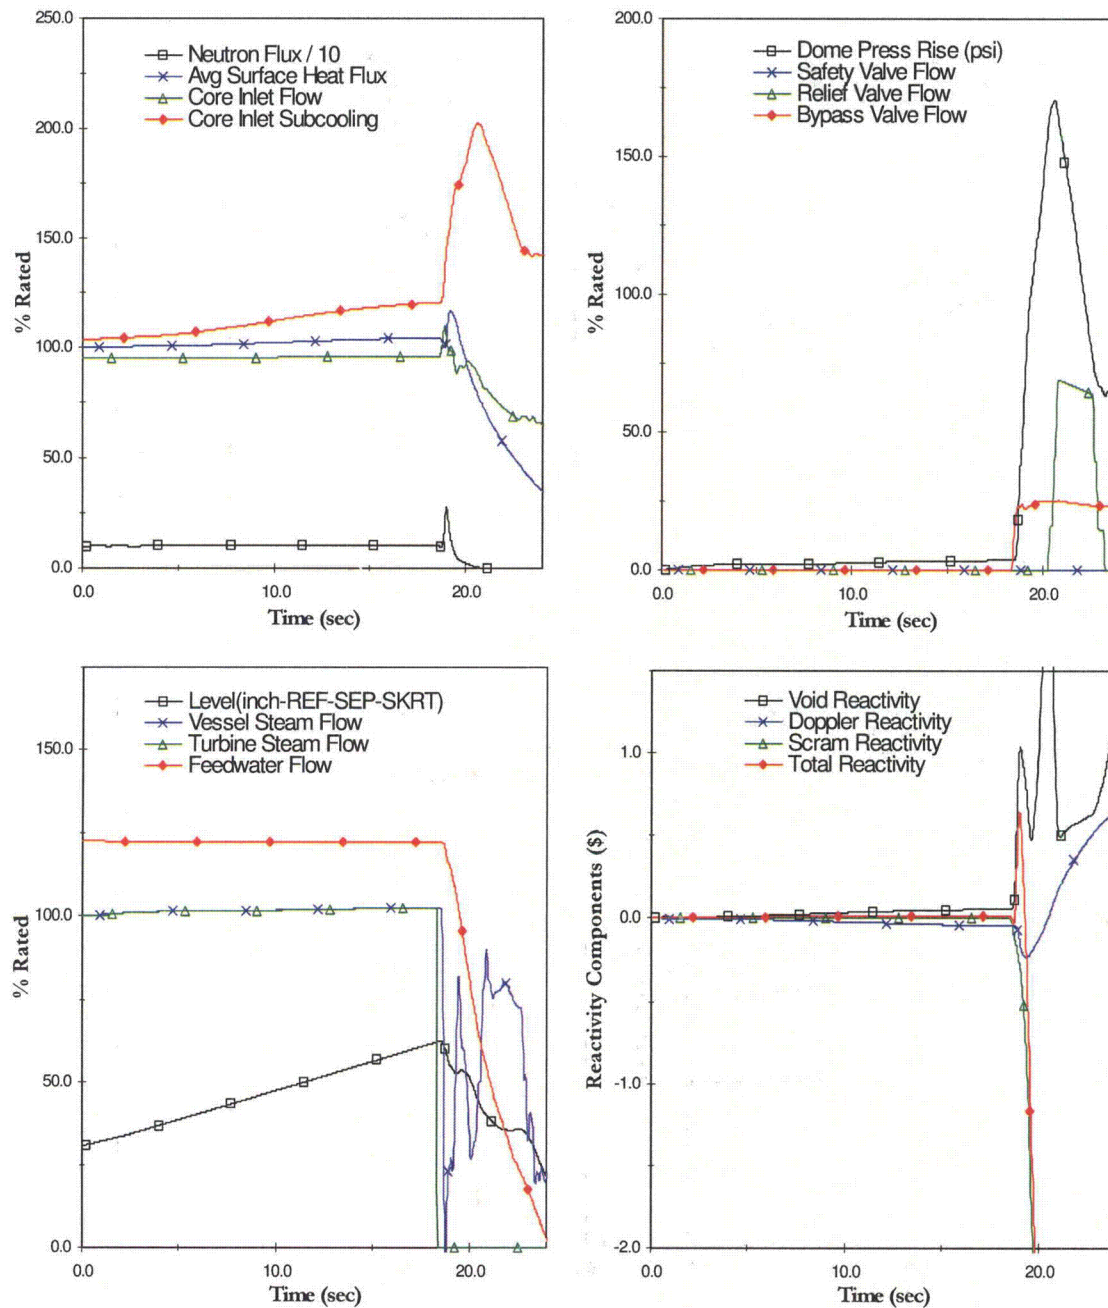 250.0
200.0
150.0
100.0
50.0
0.0
% Rated
Neutron Flux / 10
Avg Surface Heat Flux
Core Inlet Flow
Core Inlet Subcooling
0.0
10.0
20.0
Time (sec)
200.0
150.0
100.0
50.0
0.0
% Rated
Dome Press Rise (psi)
Safety Valve Flow
Relief Valve Flow
Bypass Valve Flow
0.0
10.0
20.0
Time (sec)
150.0
100.0
50.0
0.0
% Rated
Level(inch-REF-SEP-SKRT)
Vessel Steam Flow
Turbine Steam Flow
Feedwater Flow
0.0
10.0
20.0
Time (sec)
1.0
0.0
-1.0
-2.0
Reactivity Components ($)
Void Reactivity
Doppler Reactivity
Scram Reactivity
Total Reactivity
0.0
10.0
20.0
Time (sec)